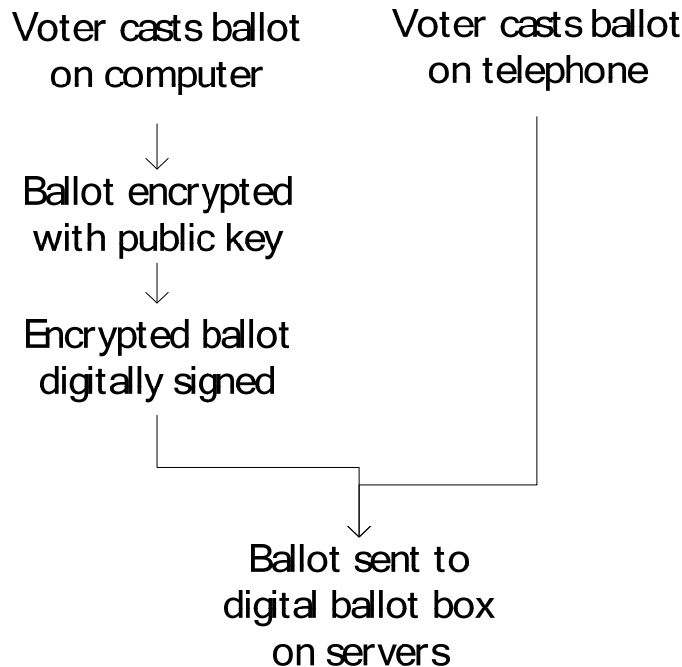 Voter casts ballot
on computer
Voter casts ballot
on telephone
Ballot encrypted
with public key
Encrypted ballot
digitally signed
Ballot sent to
digital ballot box
on servers